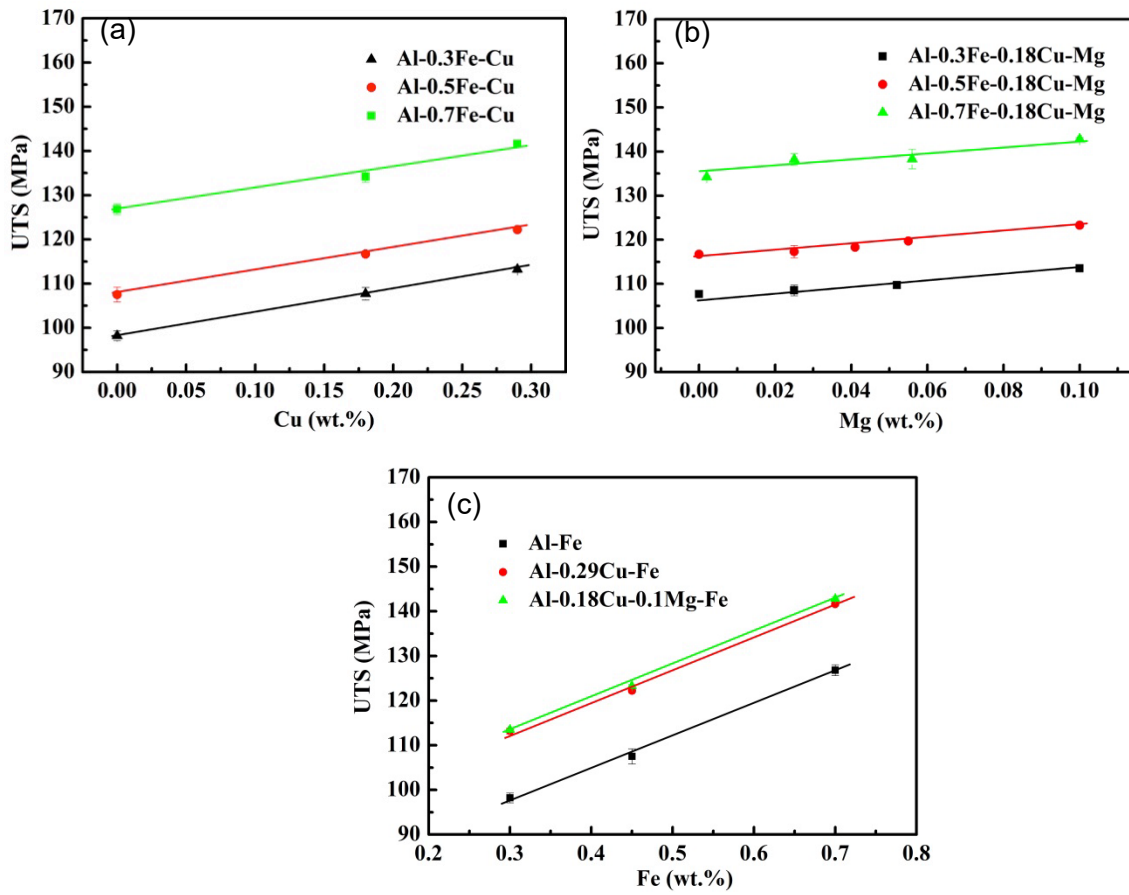 (a)
Al-0.3Fe-Cu
Al-0.5Fe-Cu
Al-0.7Fe-Cu
170
160
150
140
130
120
110
100
90
UTS (MPa)
0.00 0.05 0.10 0.15 0.20 0.25 0.30
Cu (wt.%)
(b)
Al-0.3Fe-0.18Cu-Mg
Al-0.5Fe-0.18Cu-Mg
Al-0.7Fe-0.18Cu-Mg
170
160
150
140
130
120
110
100
90
UTS (MPa)
0.00 0.02 0.04 0.06 0.08 0.10
Mg (wt.%)
(c)
Al-Fe
Al-0.29Cu-Fe
Al-0.18Cu-0.1Mg-Fe
170
160
150
140
130
120
110
100
90
UTS (MPa)
0.2 0.3 0.4 0.5 0.6 0.7 0.8
Fe (wt.%)